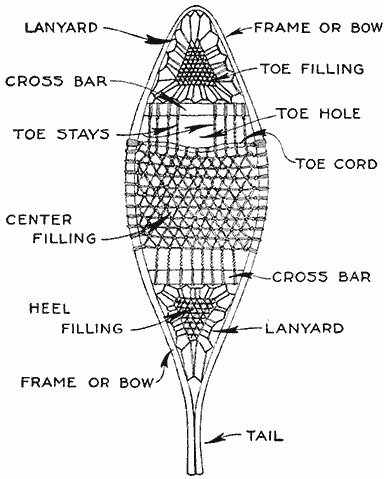 LANYARD
FRAME OR BOW
TOE FILLING
CROSS BAR
TOE HOLE
TOE STAYS
TOE CORD
CENTER
FILLING
CROSS BAR
HEEL
FILLING
LANYARD
FRAME OR BOW
TAIL